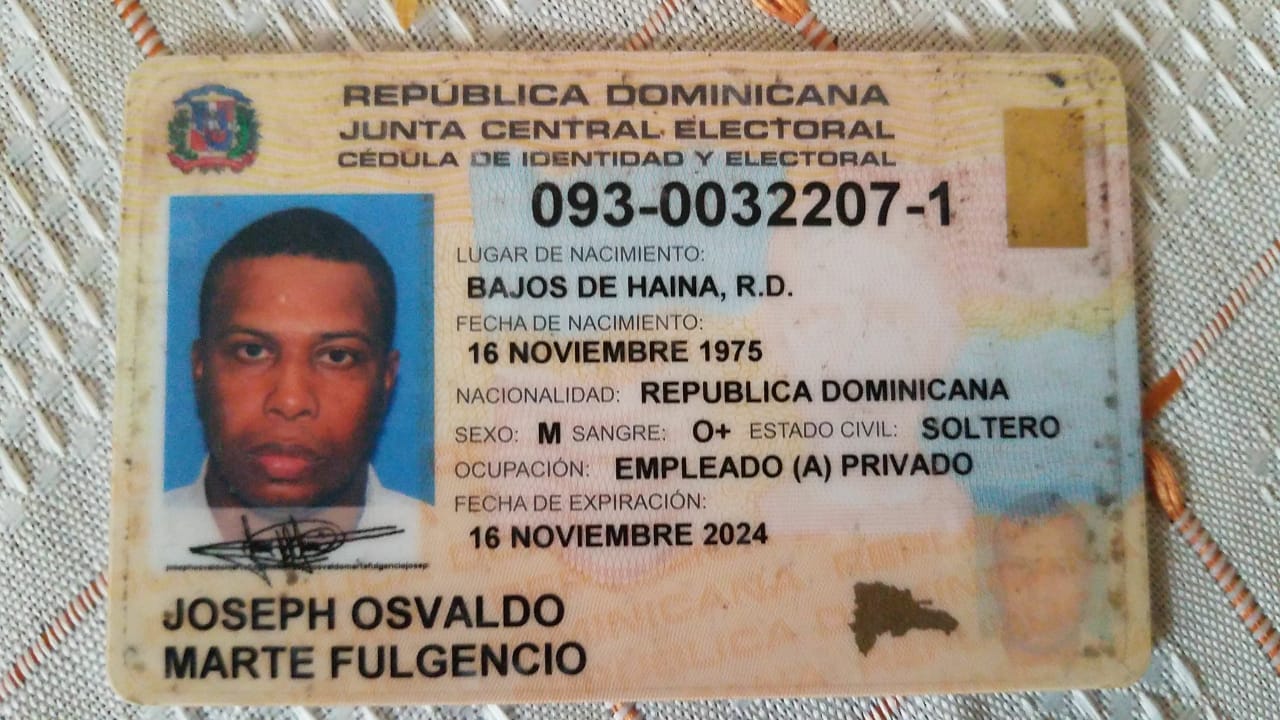 REPÚBLICA DOMINICANA
JUNTA CENTRAL ELECTORAL
CÉDULA DE IDENTIDAD Y ELECTORAL
093-0032207-1
LUGAR DE NACIMIENTO:
BAJOS DE HAINA, R.D.
FECHA DE NACIMIENTO:
16 NOVIEMBRE 1975
NACIONALIDAD: REPUBLICA DOMINICANA
SEXO: M SANGRE: O+ ESTADO CIVIL: SOLTERO
OCUPACIÓN: EMPLEADO (A) PRIVADO
FECHA DE EXPIRACIÓN:
16 NOVIEMBRE 2024
JOSEPH OSVALDO
MARTE FULGENCIO